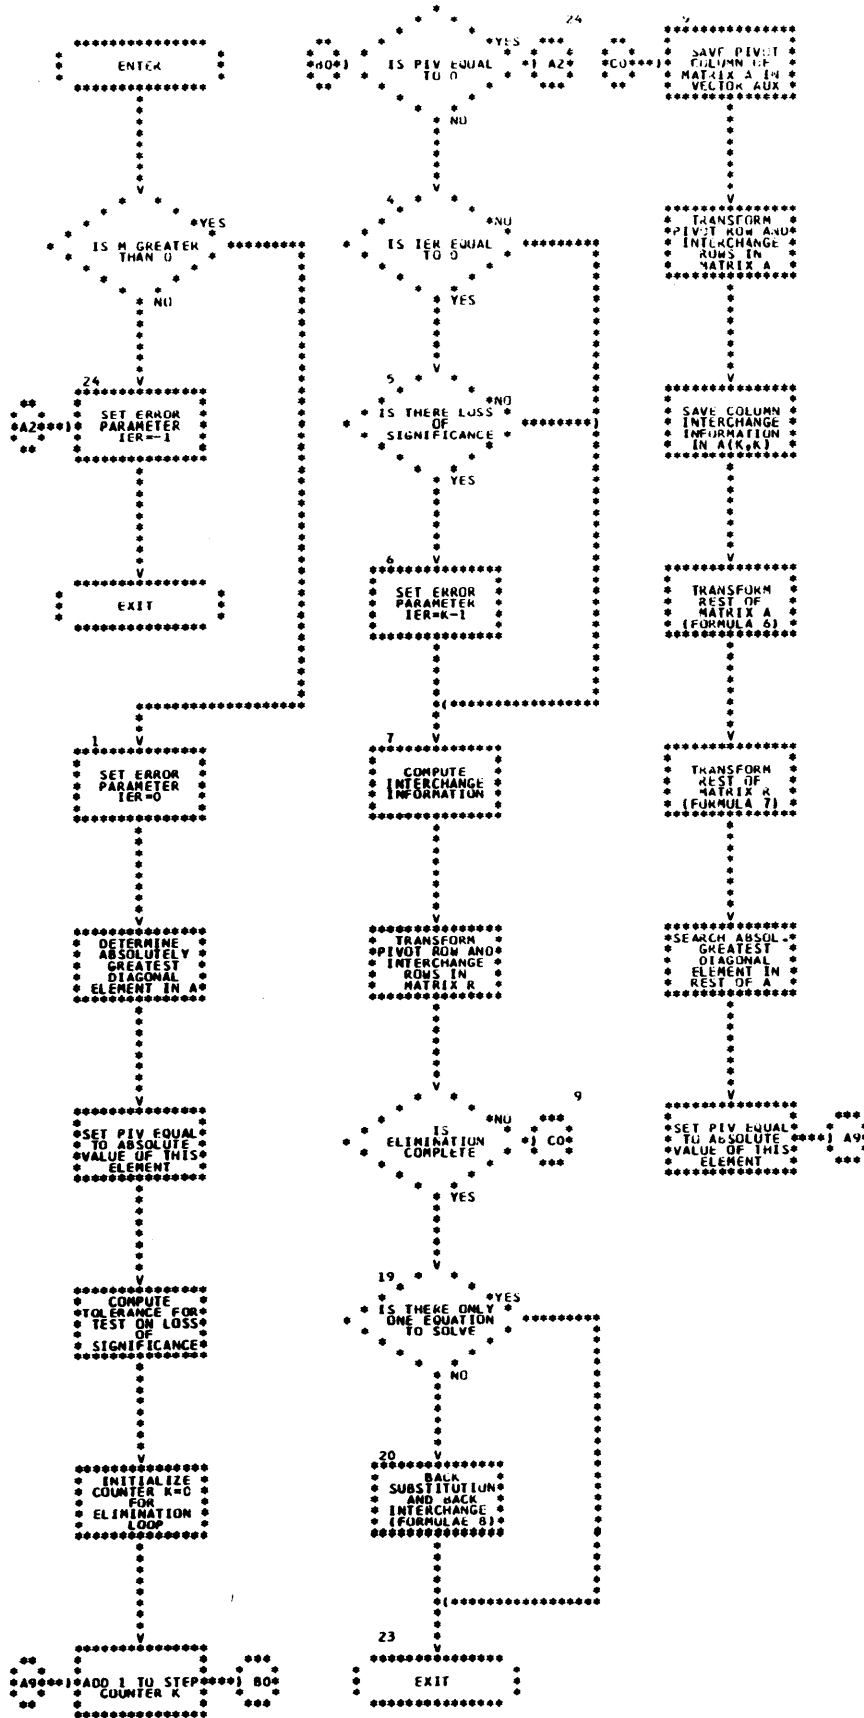 ENTER
YES
IS M GREATER
THAN 0
NO
24
A2
SET ERROR
PARAMETER
IER=-1
EXIT
1
SET ERROR
PARAMETER
IER=0
DETERMINE
ABSOLUTELY
GREATEST
DIAGONAL
ELEMENT IN A
SET PIV EQUAL
TO ABSOLUTE
VALUE OF THIS
ELEMENT
COMPUTE
TOLERANCE FOR
TEST ON LOSS
OF
SIGNIFICANCE
INITIALIZE
COUNTER K=0
FOR
ELIMINATION
LOOP
A9
ADD 1 TO STEP
COUNTER K
B0
B0
IS PIV EQUAL
TO 0
YES
24
A2
NO
4
NO
IS IER EQUAL
TO 0
YES
5
NO
IS THERE LOSS
OF
SIGNIFICANCE
YES
6
SET ERROR
PARAMETER
IER=K-1
7
COMPUTE
INTERCHANGE
INFORMATION
TRANSFORM
PIVOT ROW AND
INTERCHANGE
ROWS IN
MATRIX R
IS
ELIMINATION
COMPLETE
NO
9
C0
YES
19
YES
IS THERE ONLY
ONE EQUATION
TO SOLVE
NO
20
BACK
SUBSTITUTION
AND BACK
INTERCHANGE
(FORMULAE 8)
23
EXIT
C0
9
SAVE PIVOT
COLUMN OF
MATRIX A IN
VECTOR AUX
TRANSFORM
PIVOT ROW AND
INTERCHANGE
ROWS IN
MATRIX A
SAVE COLUMN
INTERCHANGE
INFORMATION
IN A(K,K)
TRANSFORM
REST OF
MATRIX A
(FORMULA 6)
TRANSFORM
REST OF
MATRIX R
(FORMULA 7)
SEARCH ABSOL.
GREATEST
DIAGONAL
ELEMENT IN
REST OF A
SET PIV EQUAL
TO ABSOLUTE
VALUE OF THIS
ELEMENT
A9